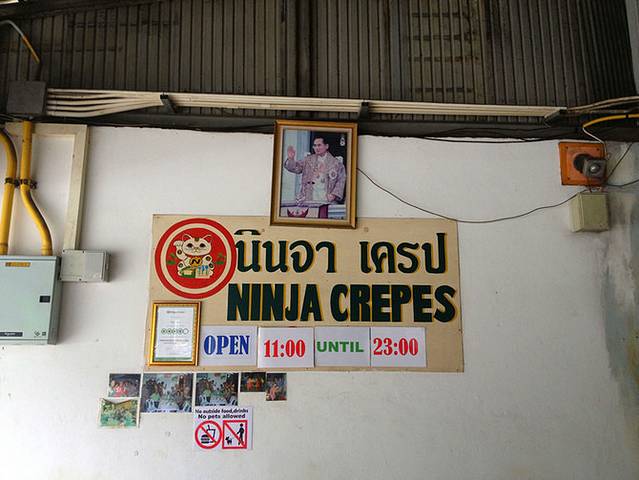 นินจา เครป
NINJA CREPES
OPEN 11:00 UNTIL 23:00
No outside food,drinks
No pets allowed